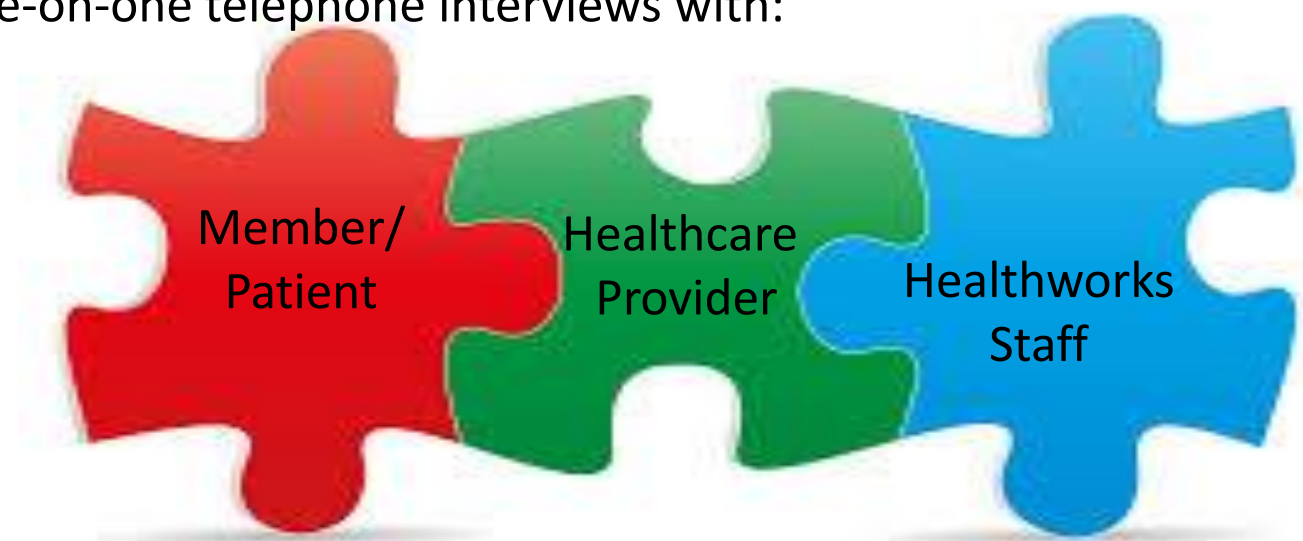 e-on-one telephone interviews with:
Member/
Patient
Healthcare
Provider
Healthworks
Staff